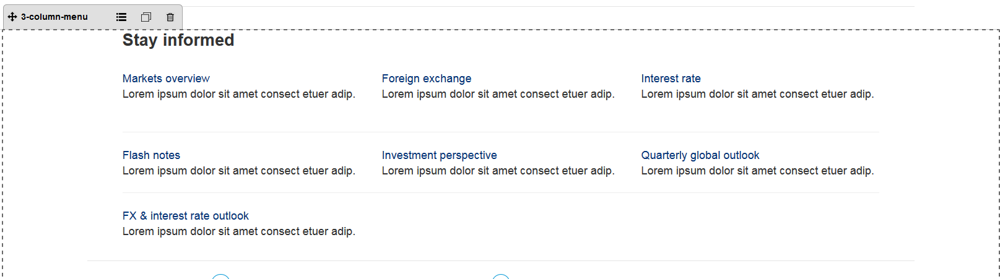 3-column-menu
Stay informed
Markets overview
Lorem ipsum dolor sit amet consect etuer adip.
Foreign exchange
Lorem ipsum dolor sit amet consect etuer adip.
Interest rate
Lorem ipsum dolor sit amet consect etuer adip.
Flash notes
Lorem ipsum dolor sit amet consect etuer adip.
Investment perspective
Lorem ipsum dolor sit amet consect etuer adip.
Quarterly global outlook
Lorem ipsum dolor sit amet consect etuer adip.
FX & interest rate outlook
Lorem ipsum dolor sit amet consect etuer adip.